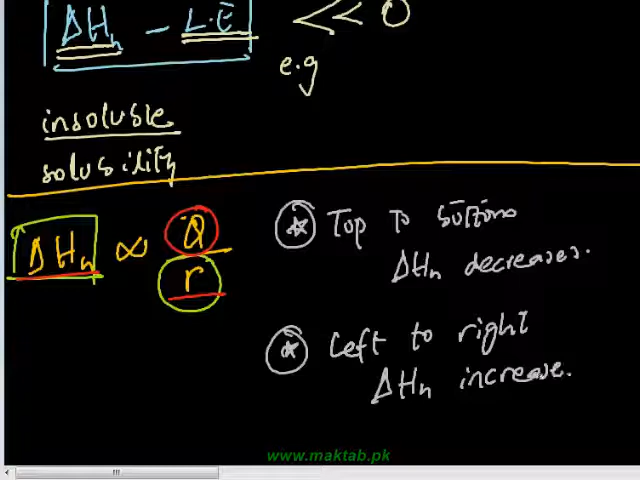 ΔHₕ - L.E << 0
e.g
insoluble
solubility
ΔHₕ ∝ Q/r
Top to bottom
ΔHₕ decreases.
Left to right
ΔHₕ increase.
www.maktab.pk